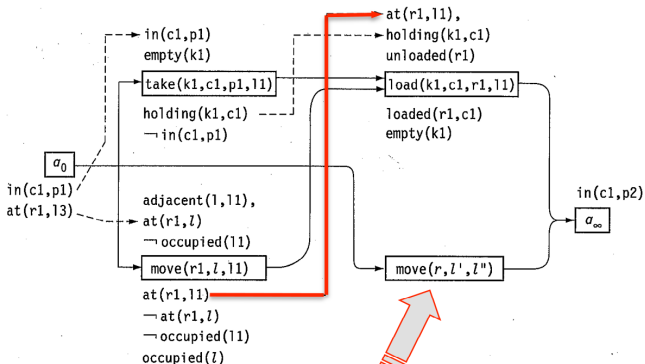 in(c1,p1)
empty(k1)
take(k1,c1,p1,l1)
holding(k1,c1)
¬ in(c1,p1)
at(r1,l1),
holding(k1,c1)
unloaded(r1)
load(k1,c1,r1,l1)
loaded(r1,c1)
empty(k1)
a₀
in(c1,p1)
at(r1,l3)
adjacent(l,l1),
at(r1,l)
¬ occupied(l1)
move(r1,l,l1)
at(r1,l1)
¬ at(r1,l)
¬ occupied(l1)
occupied(l)
move(r,l',l")
in(c1,p2)
a∞